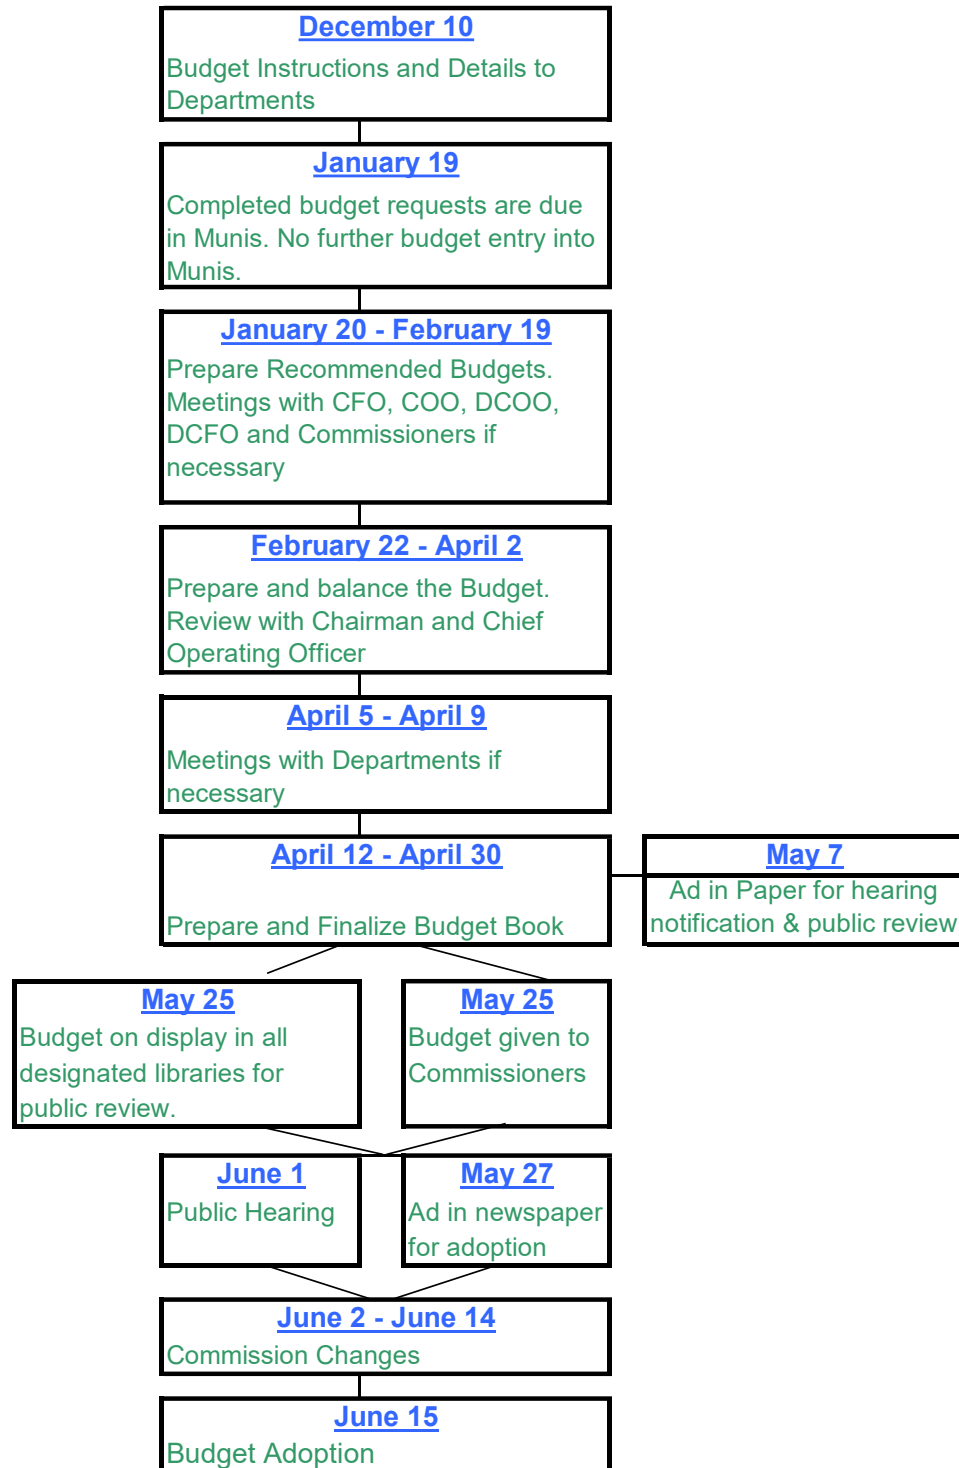 December 10
Budget Instructions and Details to
Departments
January 19
Completed budget requests are due
in Munis. No further budget entry into
Munis.
January 20 - February 19
Prepare Recommended Budgets.
Meetings with CFO, COO, DCOO,
DCFO and Commissioners if
necessary
February 22 - April 2
Prepare and balance the Budget.
Review with Chairman and Chief
Operating Officer
April 5 - April 9
Meetings with Departments if
necessary
April 12 - April 30
Prepare and Finalize Budget Book
May 7
Ad in Paper for hearing
notification & public review
May 25
Budget on display in all
designated libraries for
public review.
May 25
Budget given to
Commissioners
June 1
Public Hearing
May 27
Ad in newspaper
for adoption
June 2 - June 14
Commission Changes
June 15
Budget Adoption